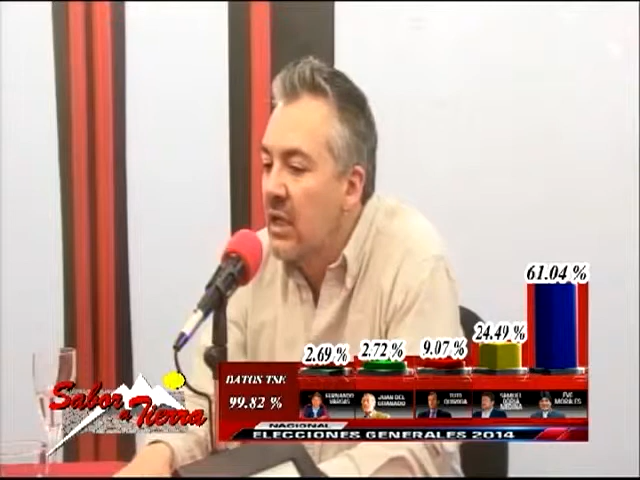 61.04 %
24.49 %
9.07 %
2.72 %
2.69 %
DATOS TSE
99.82 %
FERNANDO VARGAS
JUAN DEL GRANADO
TUTO QUIROGA
SAMUEL DORIA MEDINA
EVO MORALES
NACIONAL
ELECCIONES GENERALES 2014
Sabor a Tierra